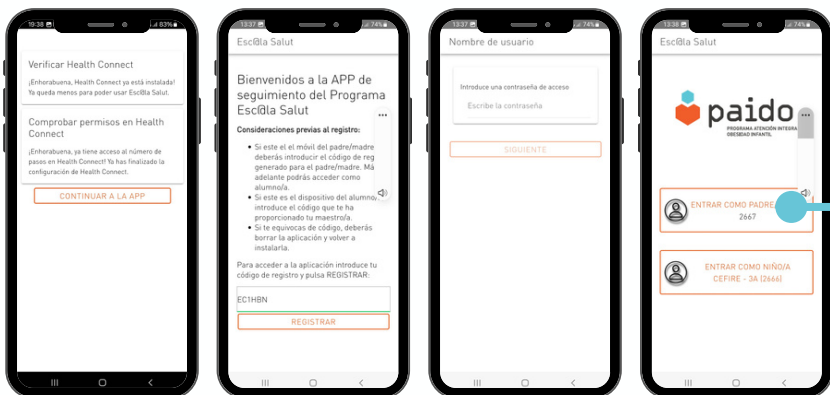 19:38
83%
Verificar Health Connect
¡Enhorabuena, Health Connect ya está instalada!
Ya queda menos para poder usar Esc@la Salut.
Comprobar permisos en Health
Connect
¡Enhorabuena, ya tiene acceso al número de
pasos en Health Connect! Ya has finalizado la
configuración de Health Connect.
CONTINUAR A LA APP
13:37
74%
Esc@la Salut
Bienvenidos a la APP de
seguimiento del Programa
Esc@la Salut
Consideraciones previas al registro:
• Si este el el móvil del padre/madre
deberás introducir el código de reg
generado para el padre/madre. Má
adelante podrás acceder como
alumno/a.
• Si este es el dispositivo del alumno/
introduce el código que te ha
proporcionado tu maestro/a.
• Si te equivocas de código, deberás
borrar la aplicación y volver a
instalarla.
Para acceder a la aplicación introduce tu
código de registro y pulsa REGISTRAR:
EC1HBN
REGISTRAR
13:37
74%
Nombre de usuario
Introduce una contraseña de acceso
Escribe la contraseña
SIGUIENTE
13:38
74%
Esc@la Salut
paido
PROGRAMA ATENCIÓN INTEGRA
OBESIDAD INFANTIL
ENTRAR COMO PADRE
2667
ENTRAR COMO NIÑO/A
CEFIRE - 3A (2666)